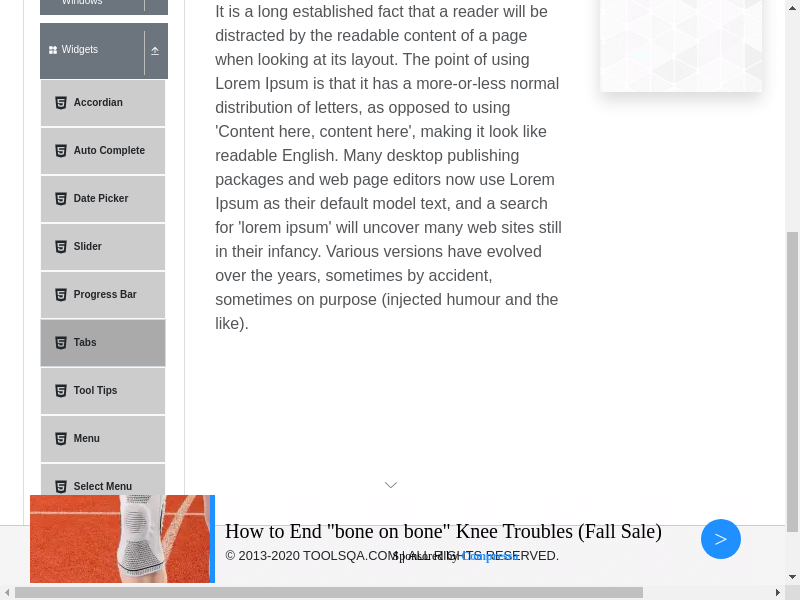 Windows
Widgets
Accordian
Auto Complete
Date Picker
Slider
Progress Bar
Tabs
Tool Tips
Menu
Select Menu
It is a long established fact that a reader will be
distracted by the readable content of a page
when looking at its layout. The point of using
Lorem Ipsum is that it has a more-or-less normal
distribution of letters, as opposed to using
'Content here, content here', making it look like
readable English. Many desktop publishing
packages and web page editors now use Lorem
Ipsum as their default model text, and a search
for 'lorem ipsum' will uncover many web sites still
in their infancy. Various versions have evolved
over the years, sometimes by accident,
sometimes on purpose (injected humour and the
like).
How to End "bone on bone" Knee Troubles (Fall Sale)
>
© 2013-2020 TOOLSQA.COM | ALL RIGHTS RESERVED.
Sponsored by